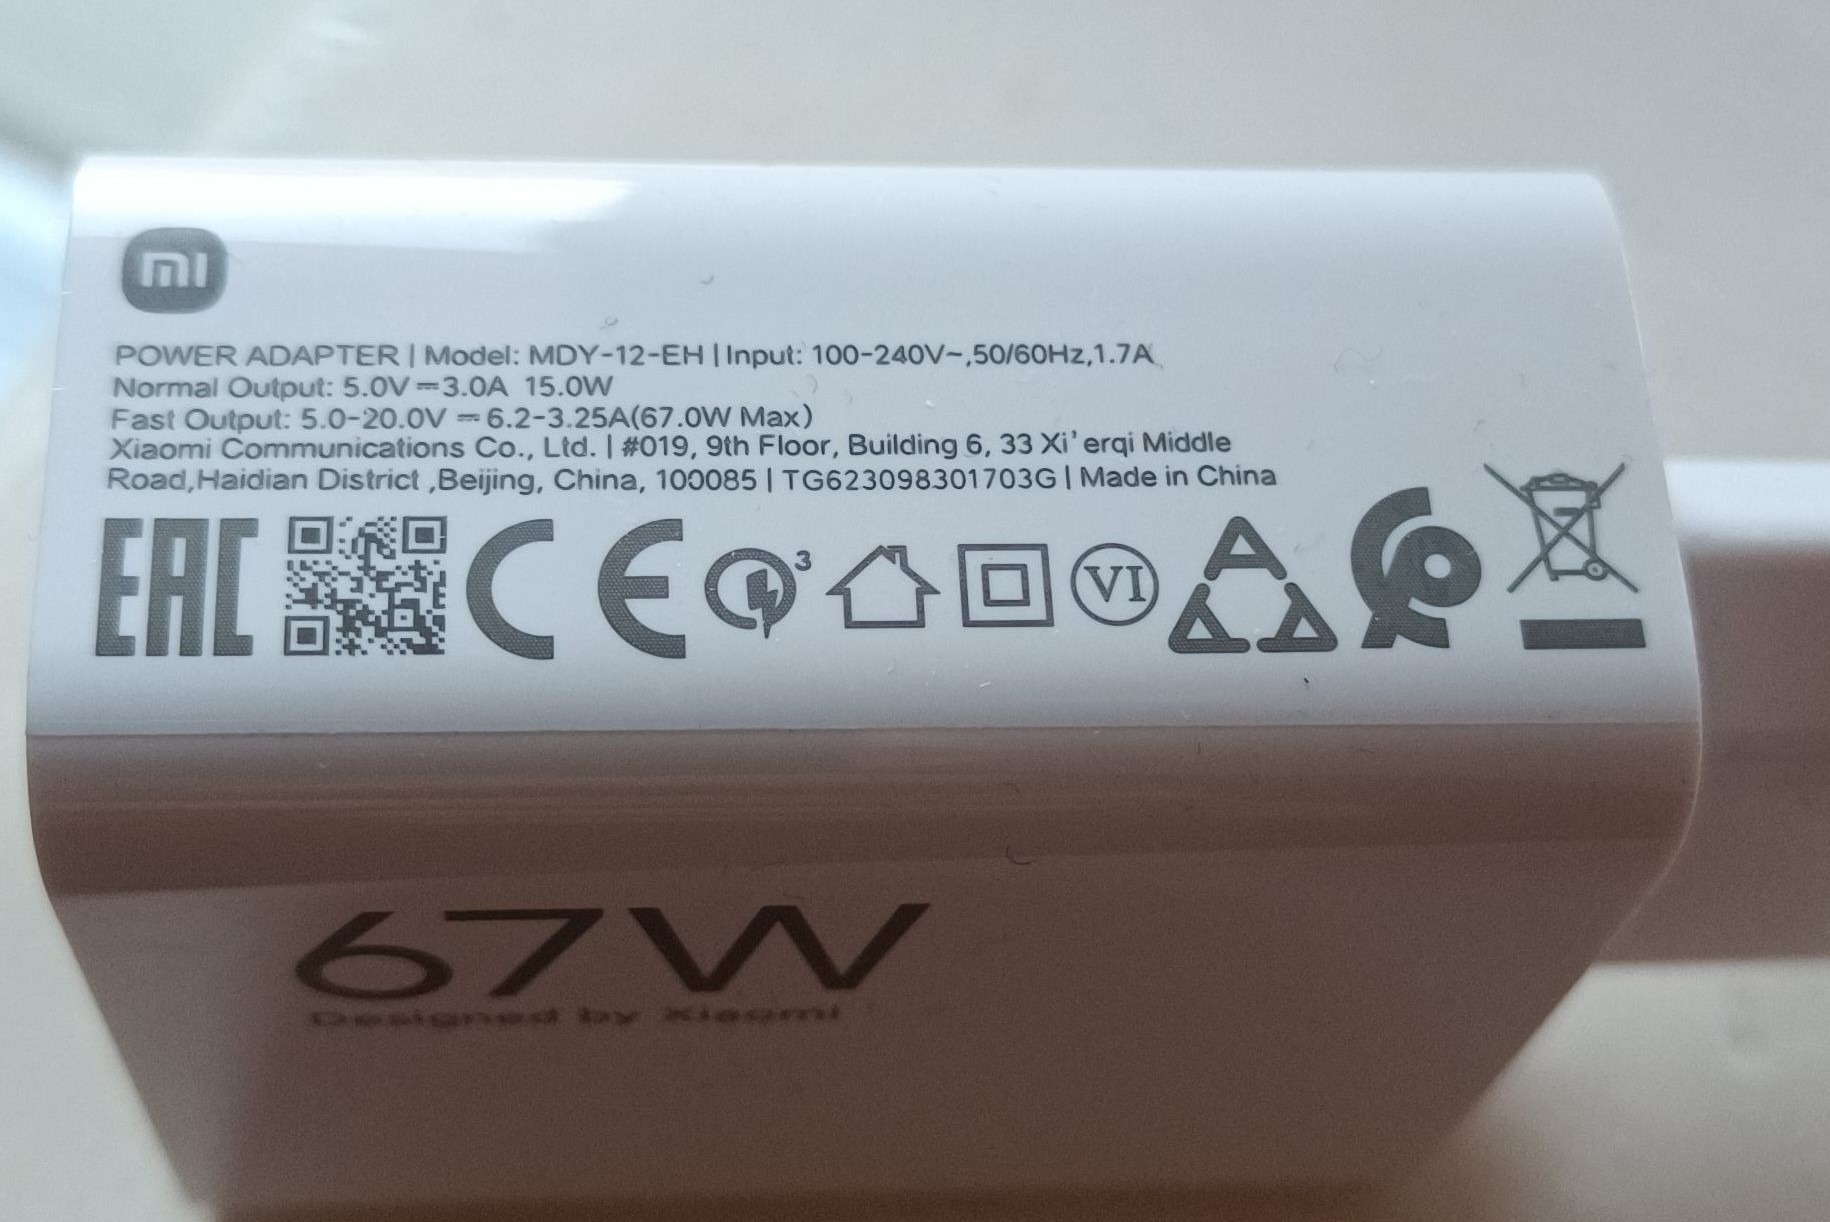 mi
POWER ADAPTER | Model: MDY-12-EH | Input: 100-240V~,50/60Hz,1.7A
Normal Output: 5.0V⎓3.0A 15.0W
Fast Output: 5.0-20.0V⎓6.2-3.25A(67.0W Max)
Xiaomi Communications Co., Ltd. | #019, 9th Floor, Building 6, 33 Xi'erqi Middle
Road,Haidian District ,Beijing, China, 100085 | TG623098301703G | Made in China
EAC CE 3 VI
67W
Designed by Xiaomi